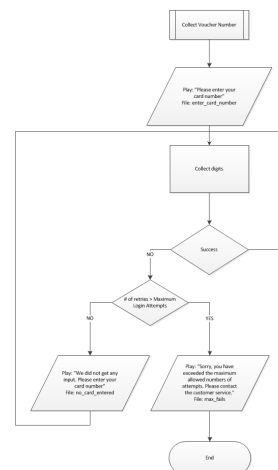 Collect Voucher Number
Play: "Please enter your
card number"
File: enter_card_number
Collect digits
Success
NO
# of retries > Maximum
Login Attempts
NO
YES
Play: "We did not get any
input. Please enter your
card number"
File: no_card_entered
Play: "Sorry, you have
exceeded the maximum
allowed numbers of
attempts. Please contact
the customer service."
File: max_fails
End